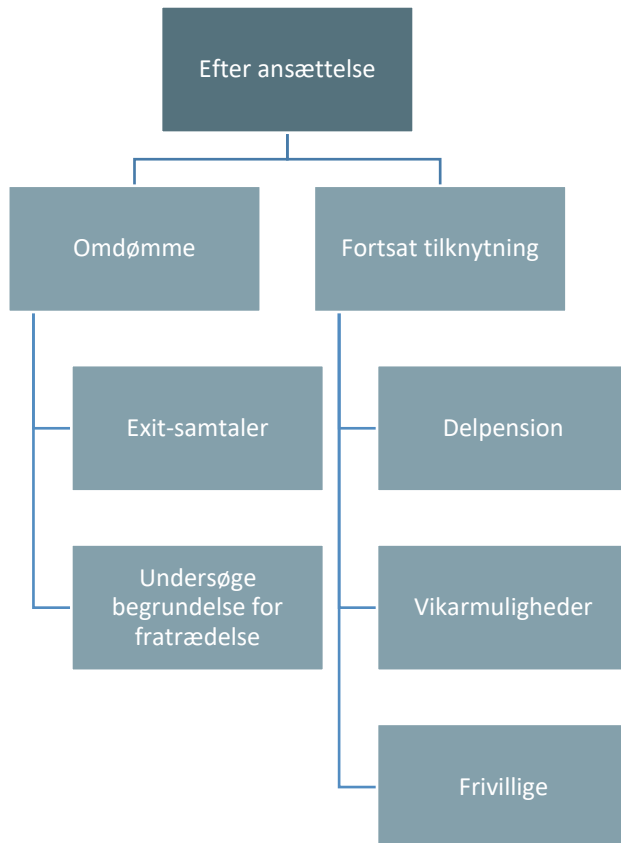 Efter ansættelse
Omdømme
Fortsat tilknytning
Exit-samtaler
Delpension
Undersøge
begrundelse for
fratrædelse
Vikarmuligheder
Frivillige